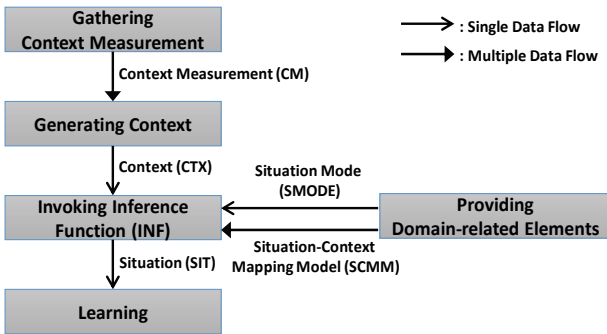 Gathering
Context Measurement
: Single Data Flow
: Multiple Data Flow
Context Measurement (CM)
Generating Context
Context (CTX)
Situation Mode
(SMODE)
Invoking Inference
Function (INF)
Providing
Domain-related Elements
Situation-Context
Mapping Model (SCMM)
Situation (SIT)
Learning